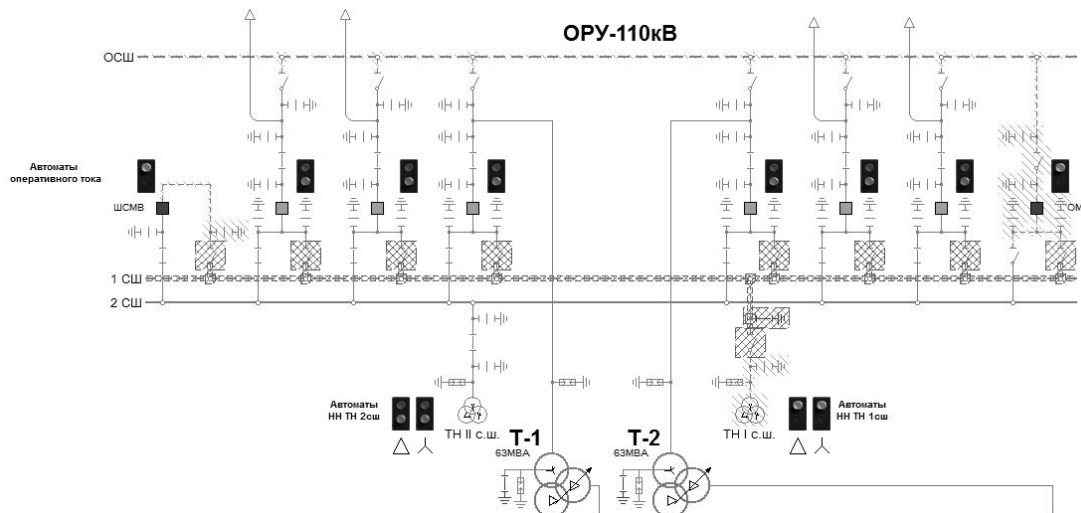 ОРУ-110кВ
ОСШ
Автоматы
оперативного тока
ШСМВ
ОМ
1 СШ
2 СШ
Автоматы
НН ТН 2сш
ТН II с.ш.
Т-1
63МВА
Т-2
63МВА
ТН I с.ш.
Автоматы
НН ТН 1сш